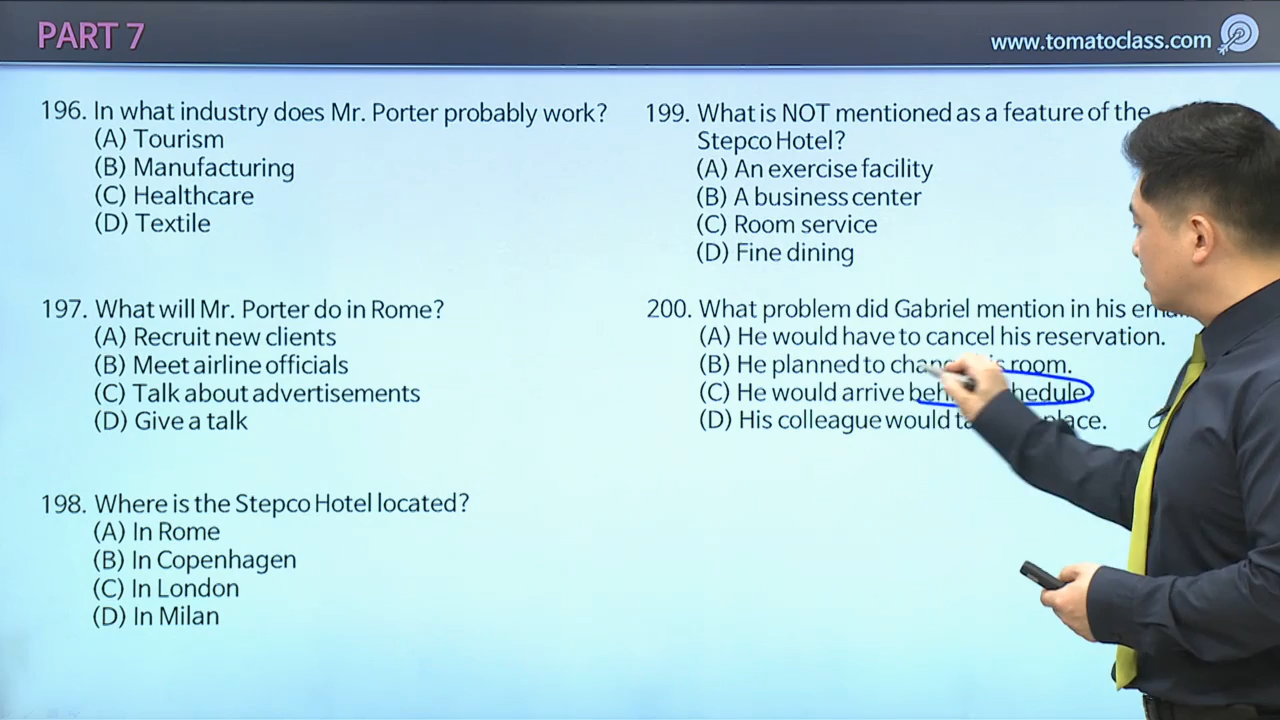 PART 7
www.tomatoclass.com
196. In what industry does Mr. Porter probably work?
(A) Tourism
(B) Manufacturing
(C) Healthcare
(D) Textile
197. What will Mr. Porter do in Rome?
(A) Recruit new clients
(B) Meet airline officials
(C) Talk about advertisements
(D) Give a talk
198. Where is the Stepco Hotel located?
(A) In Rome
(B) In Copenhagen
(C) In London
(D) In Milan
199. What is NOT mentioned as a feature of the
Stepco Hotel?
(A) An exercise facility
(B) A business center
(C) Room service
(D) Fine dining
200. What problem did Gabriel mention in his
(A) He would have to cancel his reservation.
(B) He planned to room.
(C) He would arrive
(D) His colleague would